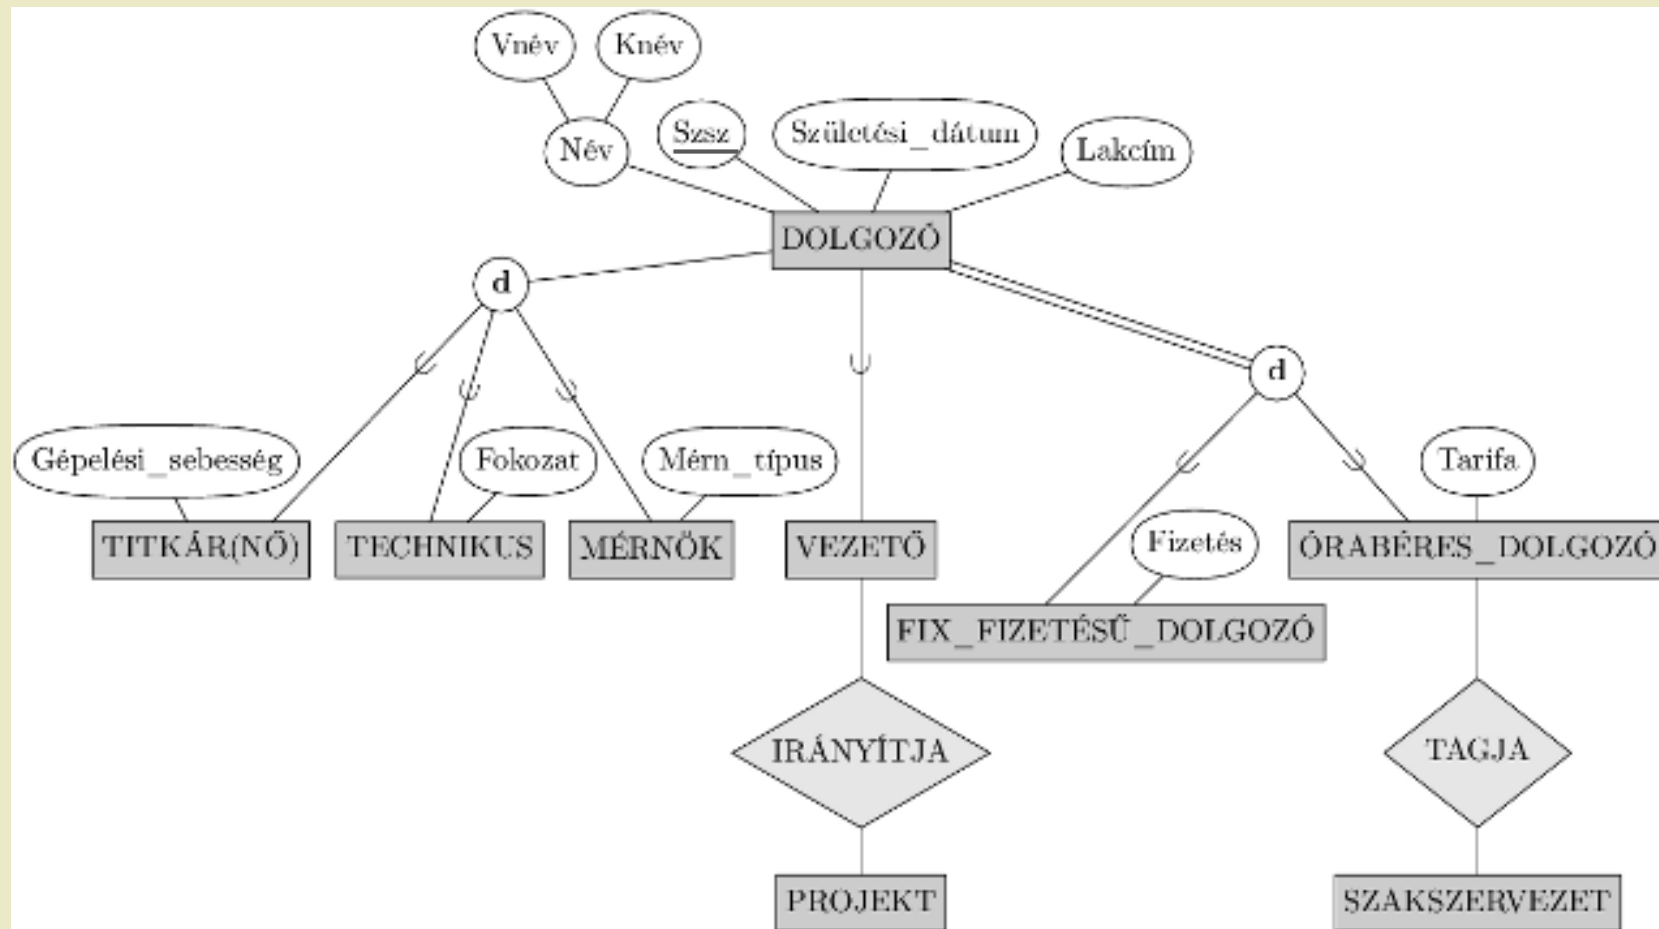 Vnév
Knév
Név
Szsz
Születési_dátum
Lakcím
DOLGOZÓ
d
d
Gépelési_sebesség
Fokozat
Mérn_típus
Tarifa
TITKÁR(NŐ)
TECHNIKUS
MÉRNÖK
VEZETŐ
Fizetés
ÓRABÉRES_DOLGOZÓ
FIX_FIZETÉSŰ_DOLGOZÓ
IRÁNYÍTJA
TAGJA
PROJEKT
SZAKSZERVEZET